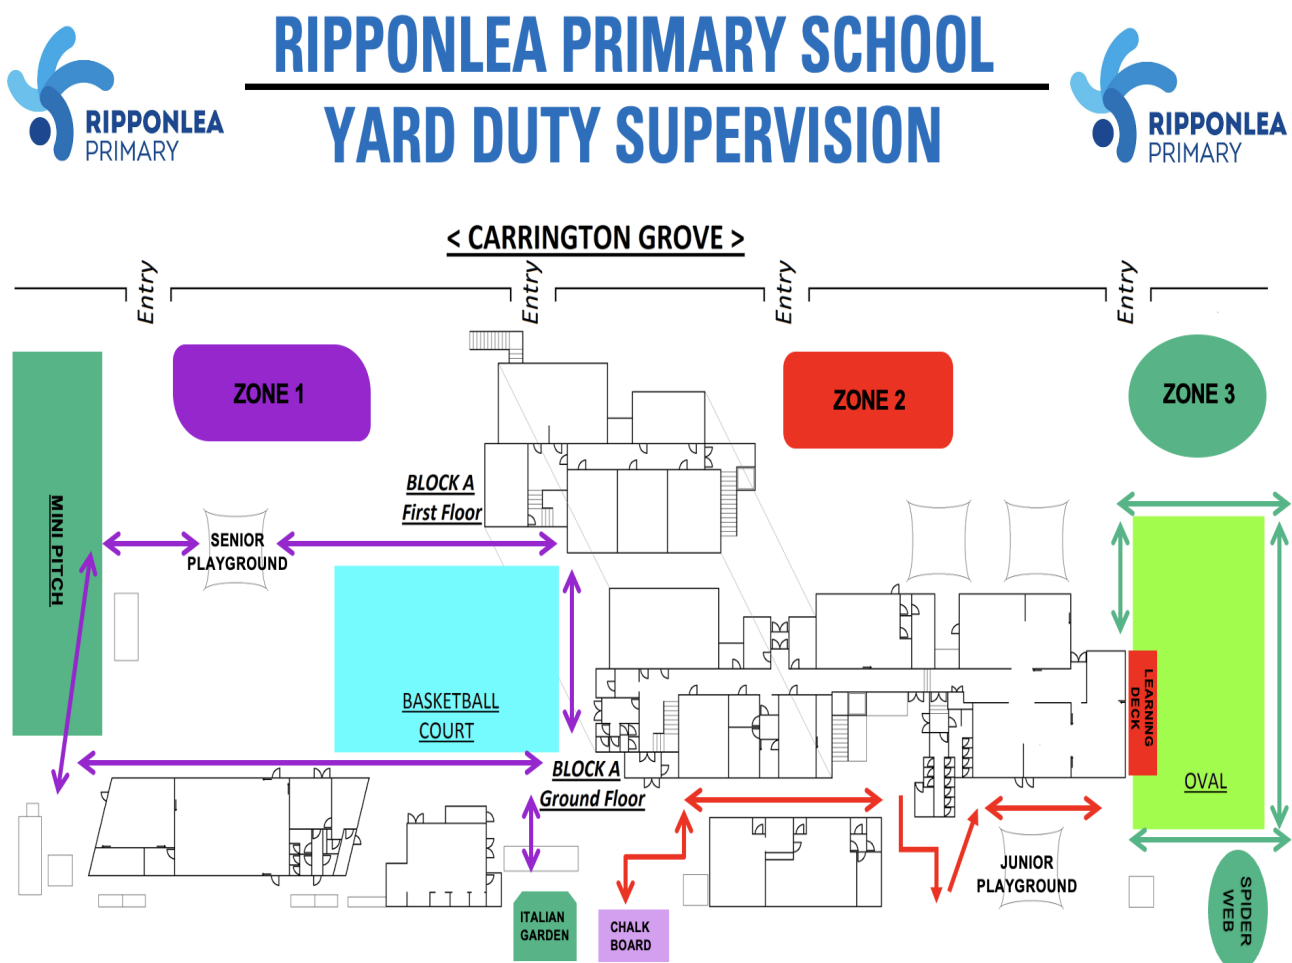 RIPPONLEA PRIMARY SCHOOL
YARD DUTY SUPERVISION
RIPPONLEA
PRIMARY
RIPPONLEA
PRIMARY
< CARRINGTON GROVE >
Entry
Entry
Entry
Entry
ZONE 1
ZONE 2
ZONE 3
BLOCK A
First Floor
MINI PITCH
SENIOR
PLAYGROUND
BASKETBALL
COURT
LEARNING
DECK
BLOCK A
Ground Floor
OVAL
JUNIOR
PLAYGROUND
ITALIAN
GARDEN
CHALK
BOARD
SPIDER
WEB